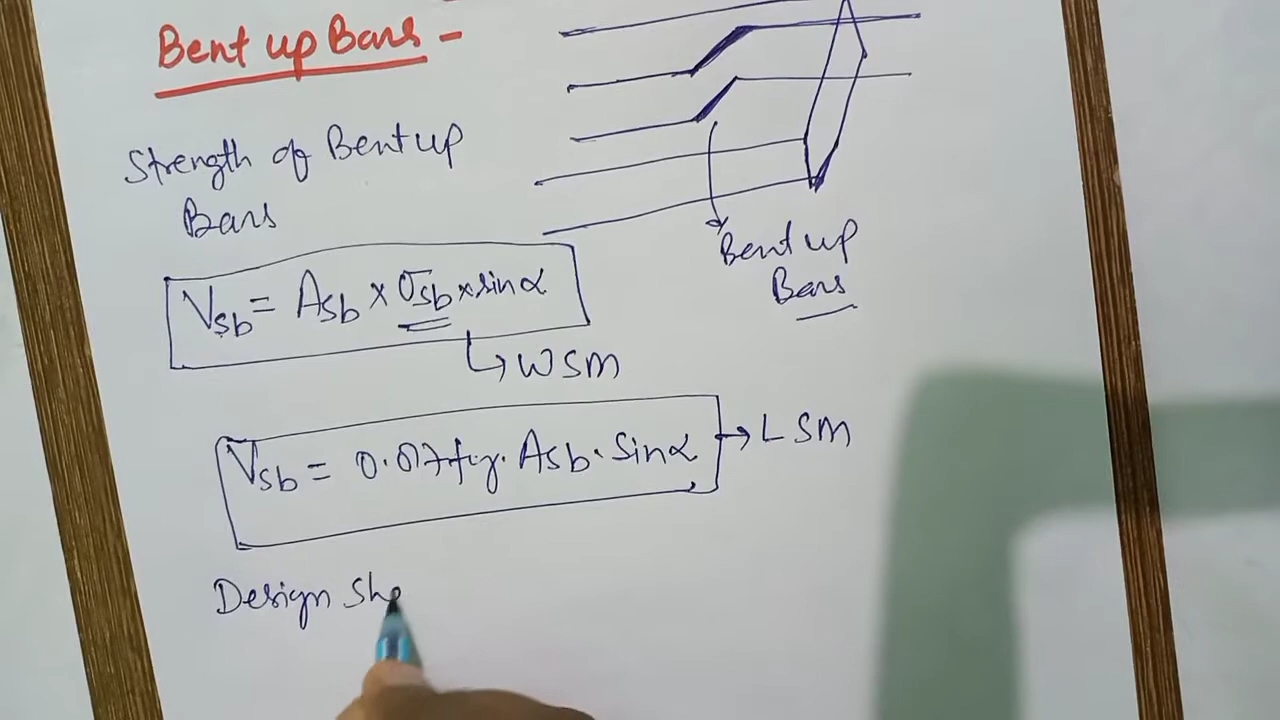 Bent up Bars -
Strength of Bent up
Bars
Bent up
Bars
Vsb = Asb × σsb × sinα
↳ WSM
Vsb = 0.87fy. Asb. Sinα → LSM
Design She